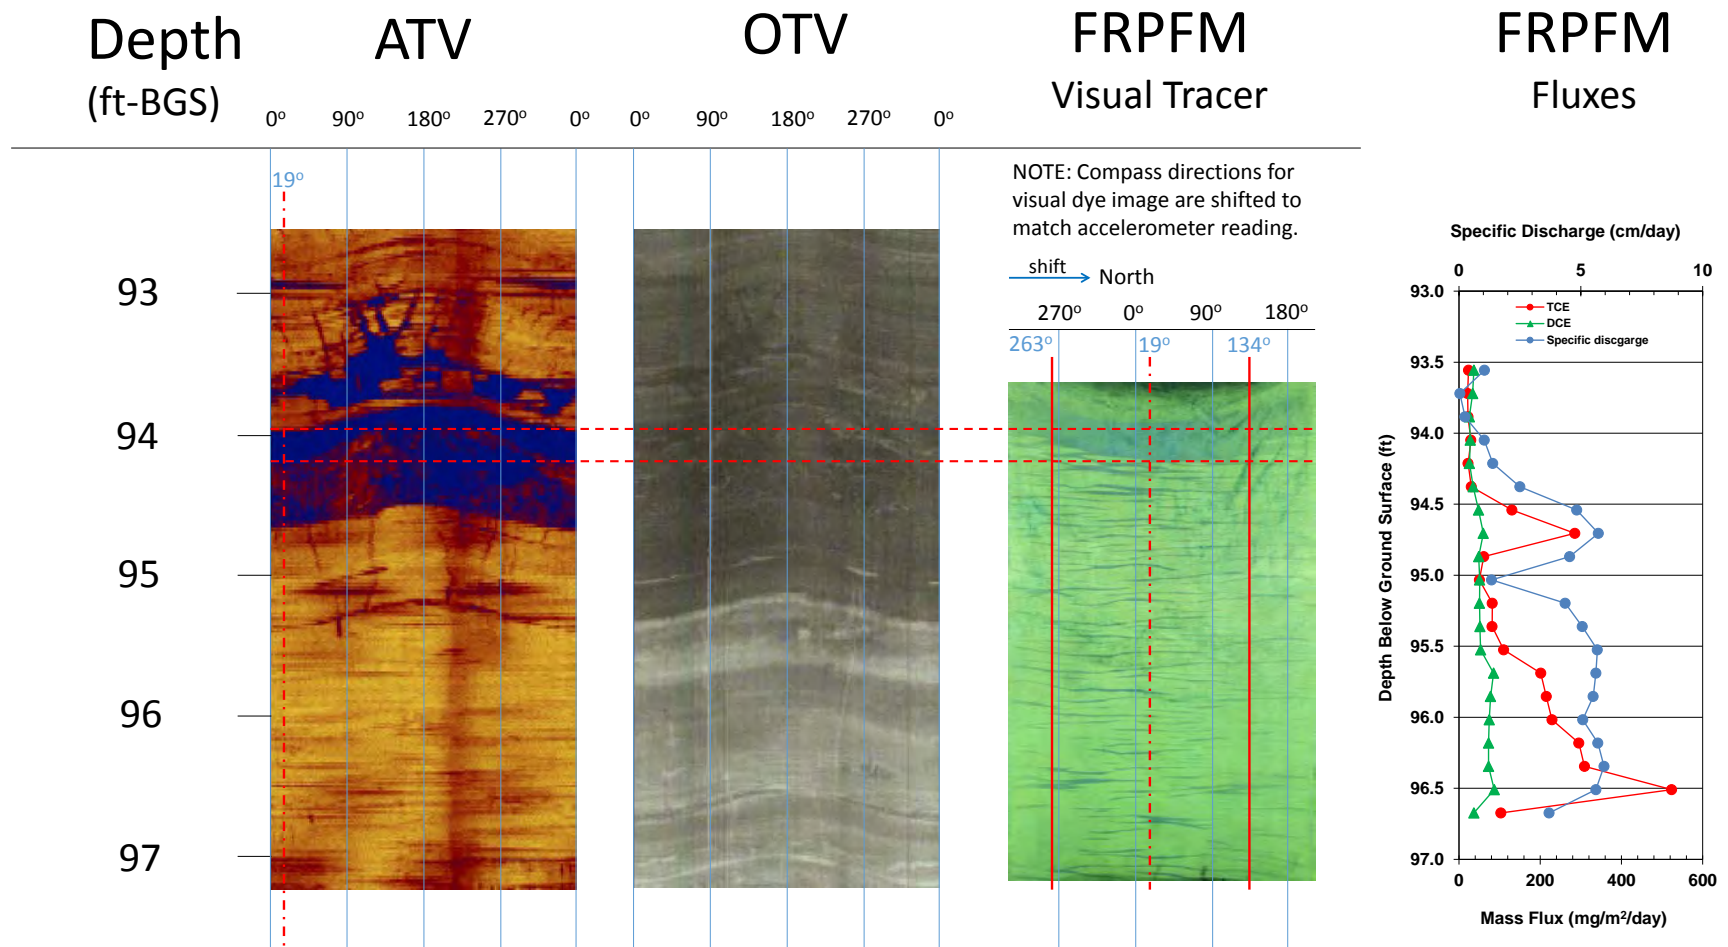 Depth
(ft-BGS)
ATV
OTV
FRPFM
Visual Tracer
FRPFM
Fluxes
0º 90º 180º 270º 0º
0º 90º 180º 270º 0º
19º
NOTE: Compass directions for
visual dye image are shifted to
match accelerometer reading.
shift
North
270º 0º 90º 180º
263º 19º 134º
93
94
95
96
97
Specific Discharge (cm/day)
0 5 10
TCE
DCE
Specific discgarge
Depth Below Ground Surface (ft)
93.0
93.5
94.0
94.5
95.0
95.5
96.0
96.5
97.0
0 200 400 600
Mass Flux (mg/m²/day)